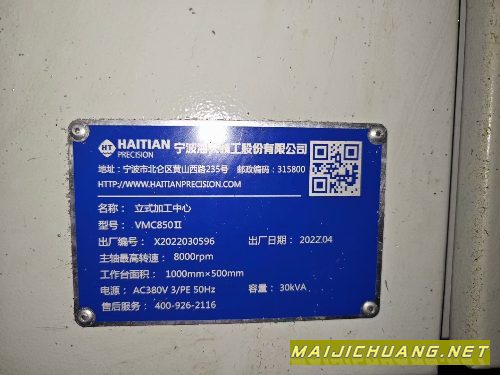 HT HAITIAN PRECISION 宁波海天精工股份有限公司
地址：宁波市北仑区黄山西路235号 邮政编码：315800
HTTP://WWW.HAITIANPRECISION.COM
名称：立式加工中心
型号：VMC850II
出厂编号：X2022030596 出厂日期：2022.04
主轴最高转速：8000rpm
工作台面积：1000mm×500mm
电源：AC380V 3/PE 50Hz 容量：30kVA
售后服务：400-926-2116
MAIJICHUANG.NET